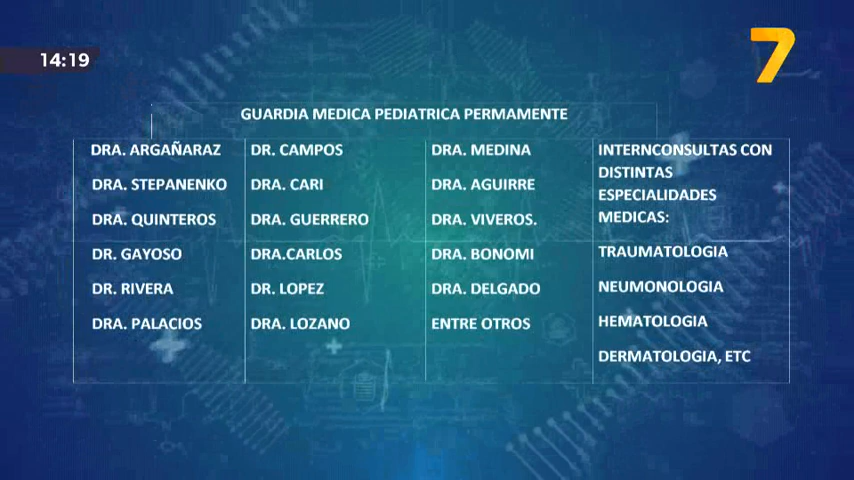 14:19
7
GUARDIA MEDICA PEDIATRICA PERMAMENTE
DRA. ARGAÑARAZ
DRA. STEPANENKO
DRA. QUINTEROS
DR. GAYOSO
DR. RIVERA
DRA. PALACIOS
DR. CAMPOS
DRA. CARI
DRA. GUERRERO
DRA.CARLOS
DR. LOPEZ
DRA. LOZANO
DRA. MEDINA
DRA. AGUIRRE
DRA. VIVEROS.
DRA. BONOMI
DRA. DELGADO
ENTRE OTROS
INTERNCONSULTAS CON
DISTINTAS
ESPECIALIDADES
MEDICAS:
TRAUMATOLOGIA
NEUMONOLOGIA
HEMATOLOGIA
DERMATOLOGIA, ETC